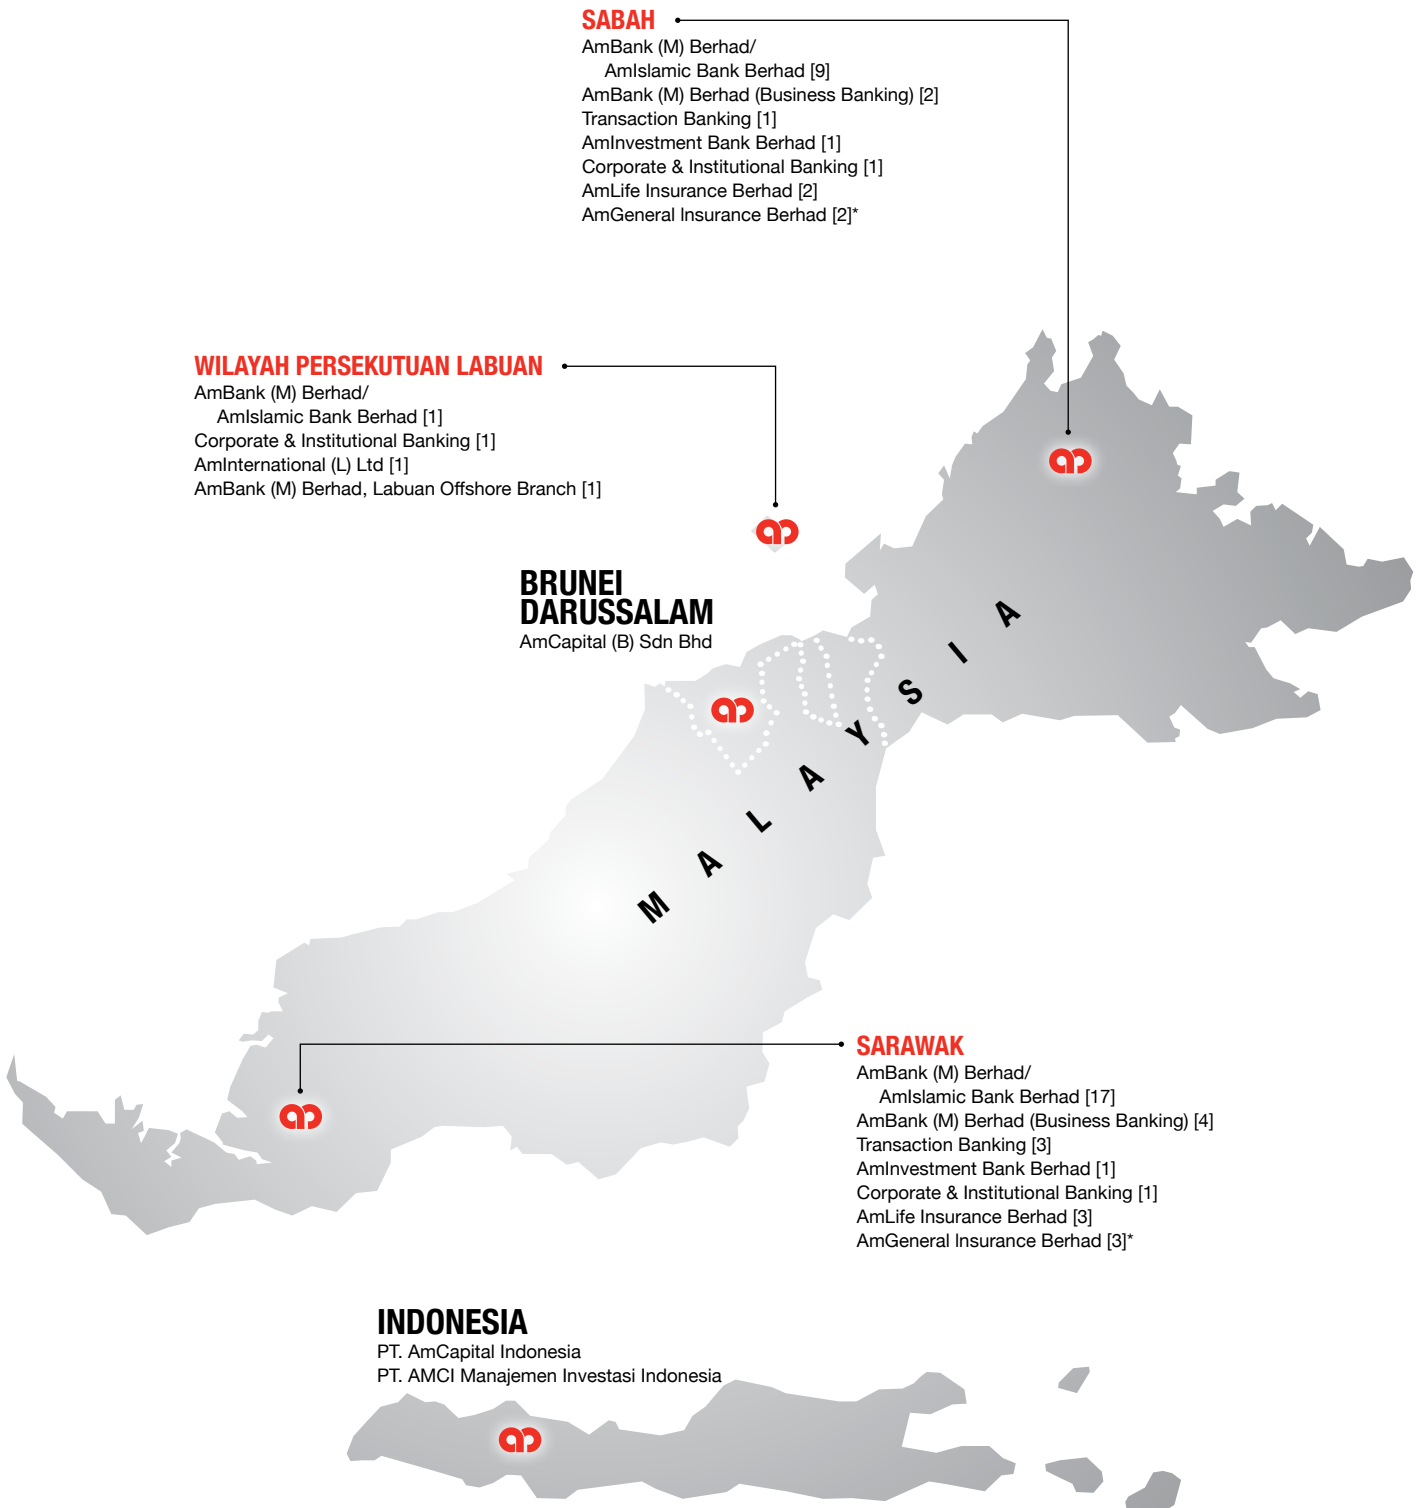 SABAH
AmBank (M) Berhad/
AmIslamic Bank Berhad [9]
AmBank (M) Berhad (Business Banking) [2]
Transaction Banking [1]
AmInvestment Bank Berhad [1]
Corporate & Institutional Banking [1]
AmLife Insurance Berhad [2]
AmGeneral Insurance Berhad [2]*
WILAYAH PERSEKUTUAN LABUAN
AmBank (M) Berhad/
AmIslamic Bank Berhad [1]
Corporate & Institutional Banking [1]
AmInternational (L) Ltd [1]
AmBank (M) Berhad, Labuan Offshore Branch [1]
BRUNEI
DARUSSALAM
AmCapital (B) Sdn Bhd
MALAYSIA
SARAWAK
AmBank (M) Berhad/
AmIslamic Bank Berhad [17]
AmBank (M) Berhad (Business Banking) [4]
Transaction Banking [3]
AmInvestment Bank Berhad [1]
Corporate & Institutional Banking [1]
AmLife Insurance Berhad [3]
AmGeneral Insurance Berhad [3]*
INDONESIA
PT. AmCapital Indonesia
PT. AMCI Manajemen Investasi Indonesia